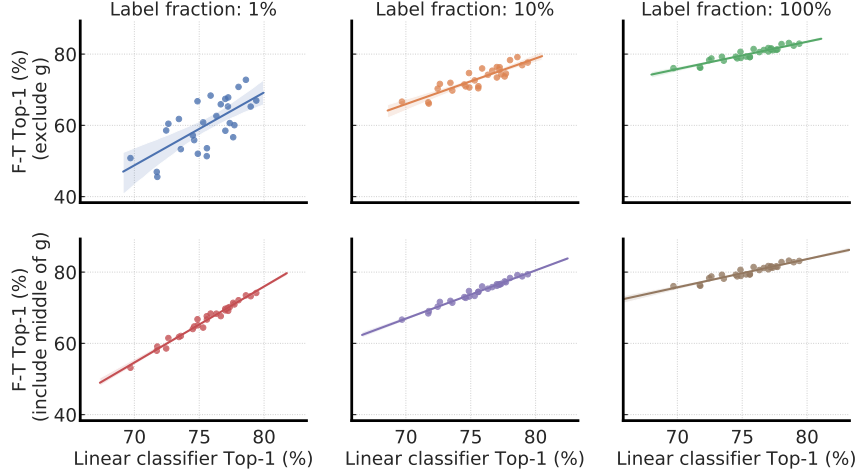 Label fraction: 1%
Label fraction: 10%
Label fraction: 100%
F-T Top-1 (%)
(exclude g)
80
60
40
F-T Top-1 (%)
(include middle of g)
80
60
40
70 75 80
70 75 80
70 75 80
Linear classifier Top-1 (%)
Linear classifier Top-1 (%)
Linear classifier Top-1 (%)